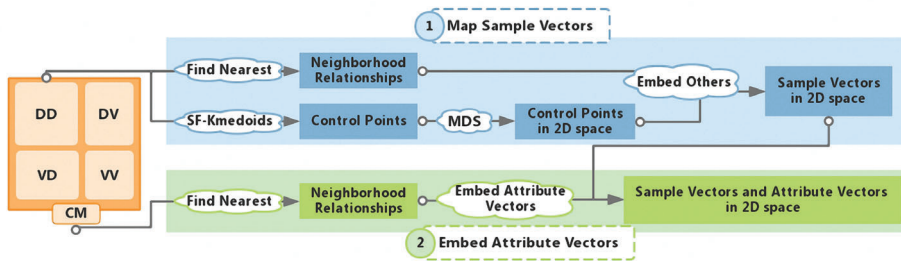 1 Map Sample Vectors
Find Nearest
Neighborhood
Relationships
Embed Others
Sample Vectors
in 2D space
DD
DV
SF-Kmedoids
Control Points
MDS
Control Points
in 2D space
VD
VV
CM
Find Nearest
Neighborhood
Relationships
Embed Attribute
Vectors
Sample Vectors and Attribute Vectors
in 2D space
2 Embed Attribute Vectors